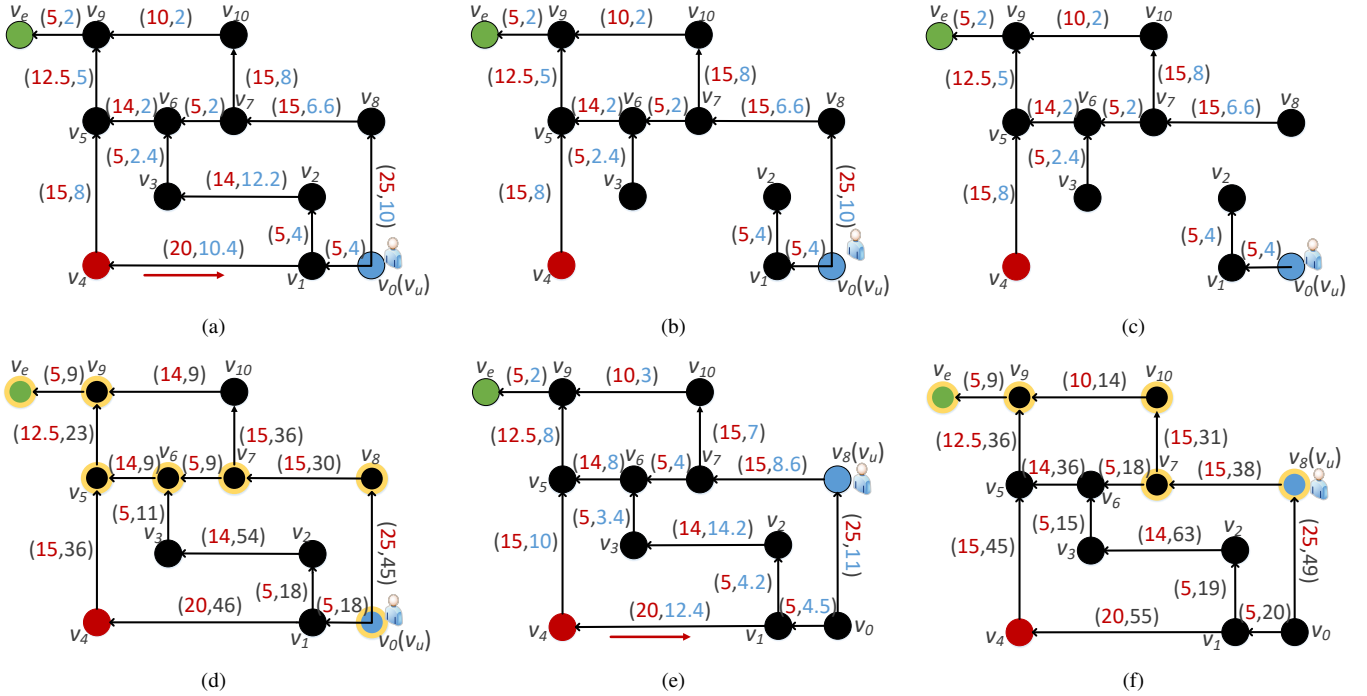 v_e (5,2) v_9 (10,2) v_10
(12.5,5) (15,8)
(14,2) v_6 (5,2) v_7 (15,6.6) v_8
v_5
(5,2.4) v_3 (14,12.2) v_2
(15,8) (25,10)
(5,4)
(20,10.4) (5,4)
v_4 v_1 v_0(v_u)
(a)
v_e (5,2) v_9 (10,2) v_10
(12.5,5) (15,8)
(14,2) v_6 (5,2) v_7 (15,6.6) v_8
v_5
(5,2.4) v_3 v_2
(15,8) (25,10)
(5,4) (5,4)
v_4 v_1 v_0(v_u)
(b)
v_e (5,2) v_9 (10,2) v_10
(12.5,5) (15,8)
(14,2) v_6 (5,2) v_7 (15,6.6) v_8
v_5
(5,2.4) v_3 v_2
(15,8)
(5,4) (5,4)
v_4 v_1 v_0(v_u)
(c)
v_e (5,9) v_9 (14,9) v_10
(12.5,23) (15,36)
(14,9) v_6 (5,9) v_7 (15,30) v_8
v_5
(5,11) v_3 (14,54) v_2
(15,36) (25,45)
(5,18)
(20,46) (5,18)
v_4 v_1 v_0(v_u)
(d)
v_e (5,2) v_9 (10,3) v_10
(12.5,8) (15,7)
(14,8) v_6 (5,4) v_7 (15,8.6) v_8(v_u)
v_5
(5,3.4) v_3 (14,14.2) v_2
(15,10) (25,11)
(5,4.2)
(20,12.4) (5,4.5)
v_4 v_1 v_0
(e)
v_e (5,9) v_9 (10,14) v_10
(12.5,36) (15,31)
(14,36) (5,18) v_7 (15,38) v_8(v_u)
v_5 v_6
(5,15) v_3 (14,63) v_2
(15,45) (25,49)
(5,19)
(20,55) (5,20)
v_4 v_1 v_0
(f)